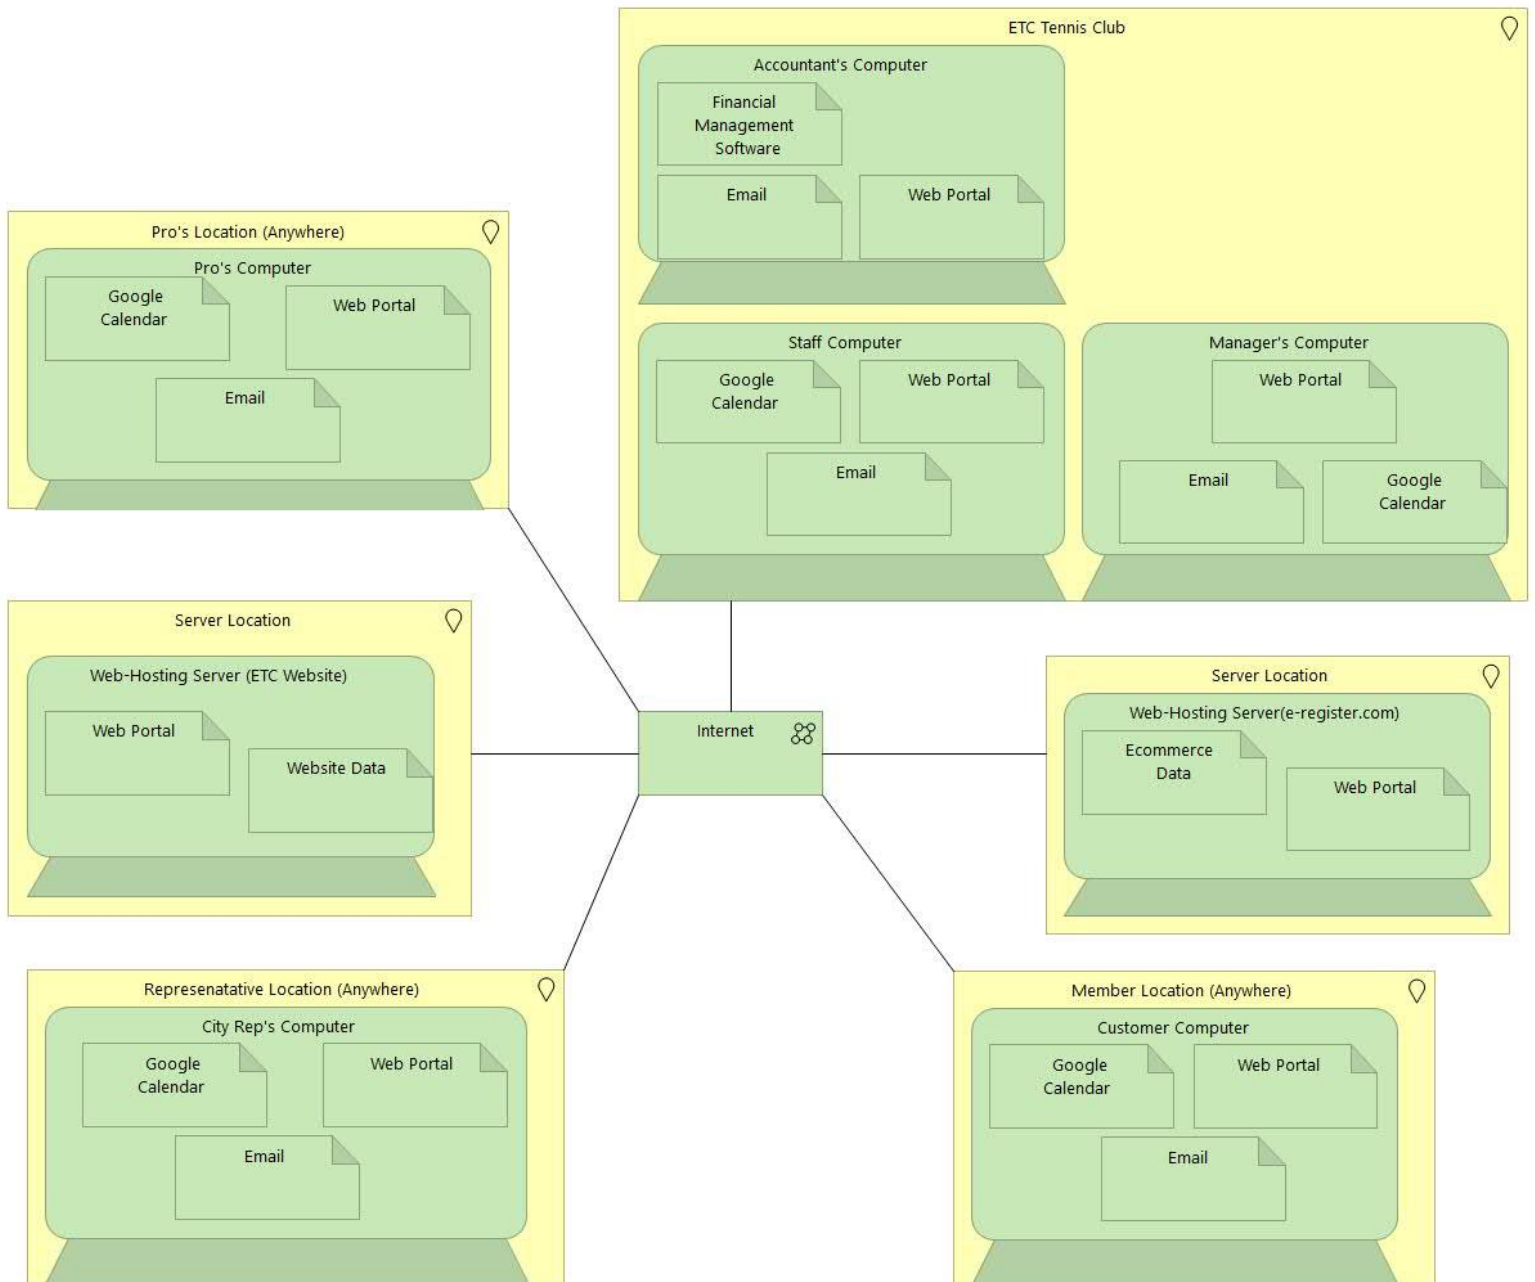 ETC Tennis Club
Accountant's Computer
Financial
Management
Software
Email
Web Portal
Pro's Location (Anywhere)
Pro's Computer
Google
Calendar
Web Portal
Email
Staff Computer
Google
Calendar
Web Portal
Email
Manager's Computer
Web Portal
Email
Google
Calendar
Server Location
Web-Hosting Server (ETC Website)
Web Portal
Website Data
Internet
Server Location
Web-Hosting Server(e-register.com)
Ecommerce
Data
Web Portal
Represenatative Location (Anywhere)
City Rep's Computer
Google
Calendar
Web Portal
Email
Member Location (Anywhere)
Customer Computer
Google
Calendar
Web Portal
Email